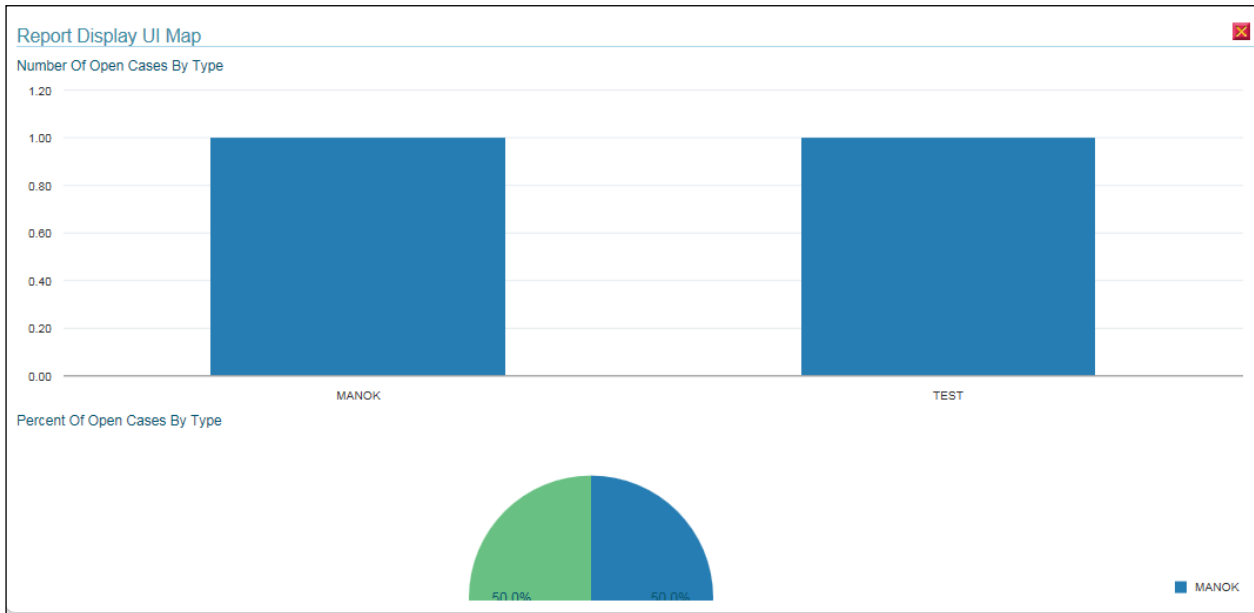 Report Display UI Map
Number Of Open Cases By Type
1.20
1.00
0.80
0.60
0.40
0.20
0.00
MANOK TEST
Percent Of Open Cases By Type
50.0% 50.0%
MANOK